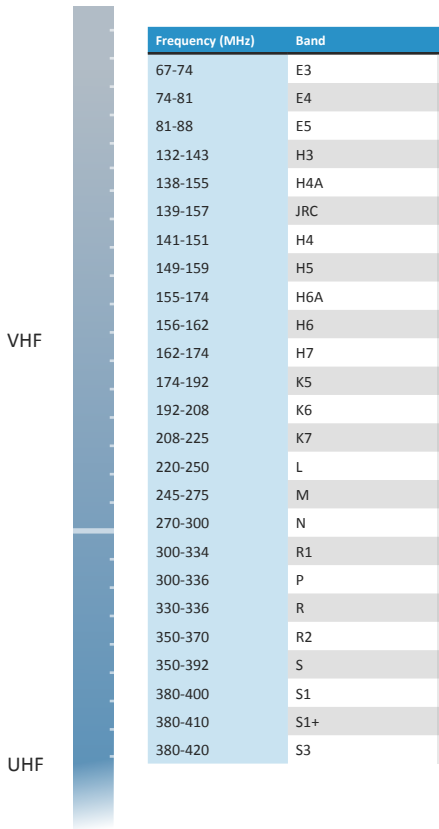 Frequency (MHz) Band
67-74 E3
74-81 E4
81-88 E5
132-143 H3
138-155 H4A
139-157 JRC
141-151 H4
149-159 H5
155-174 H6A
156-162 H6
VHF
162-174 H7
174-192 K5
192-208 K6
208-225 K7
220-250 L
245-275 M
270-300 N
300-334 R1
300-336 P
330-336 R
350-370 R2
350-392 S
380-400 S1
380-410 S1+
380-420 S3
UHF